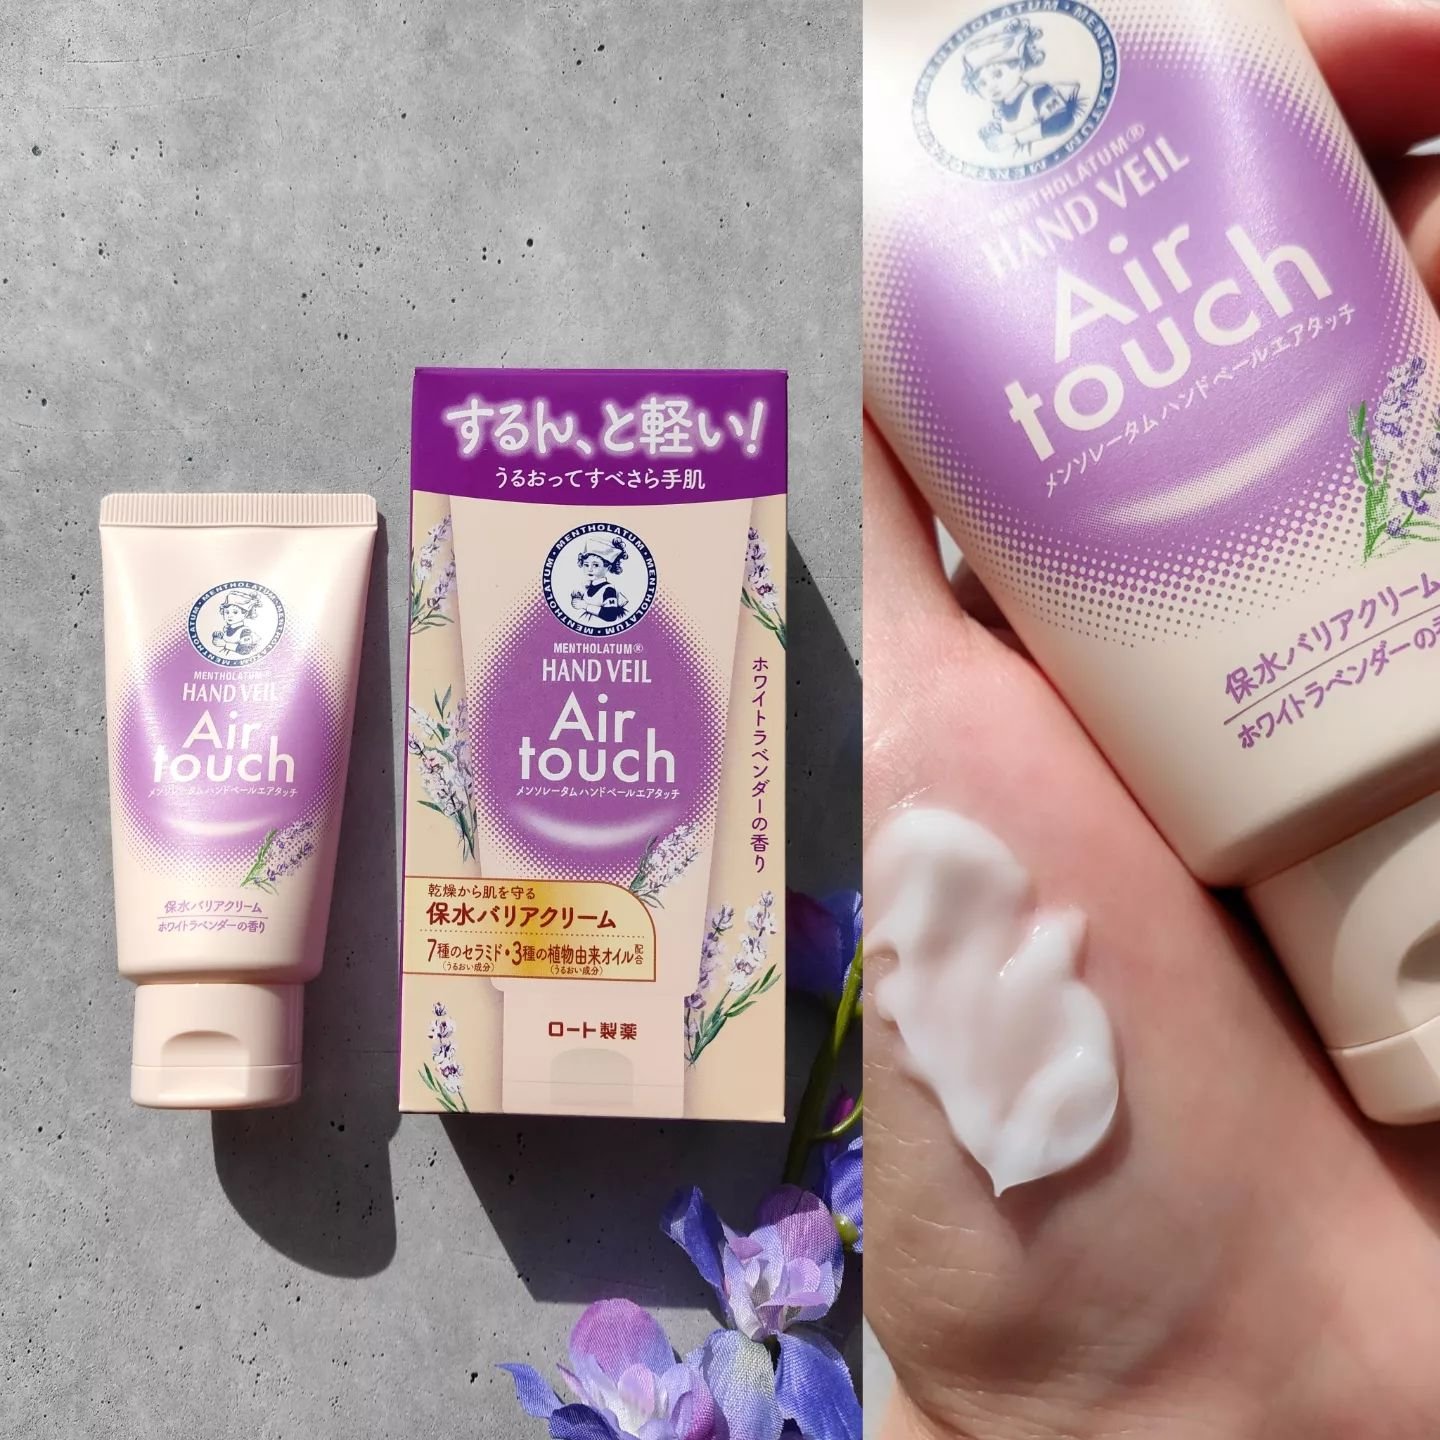 MENTHOLATUM・MENTHOLATUM・MENTHOLATUM
MENTHOLATUM®
HAND VEIL
Air
touch
メンソレータム ハンドベールエアタッチ
保水バリアクリーム
ホワイトラベンダーの香り
するん、と軽い!
うるおってすべさら手肌
MENTHOLATUM・MENTHOLATUM・MENTHOLATUM
M
MENTHOLATUM®
HAND VEIL
Air
touch
メンソレータム ハンドベールエアタッチ
ホワイトラベンダーの香り
乾燥から肌を守る
保水バリアクリーム
7種のセラミド・3種の植物由来オイル配合
(うるおい成分) (うるおい成分)
ロート製薬
MENTHOLATUM・MENTHOLATUM・MENTHOLATUM
M
MENTHOLATUM®
HAND VEIL
Air
touch
メンソレータム ハンドベールエアタッチ
保水バリアクリーム
ホワイトラベンダーの香